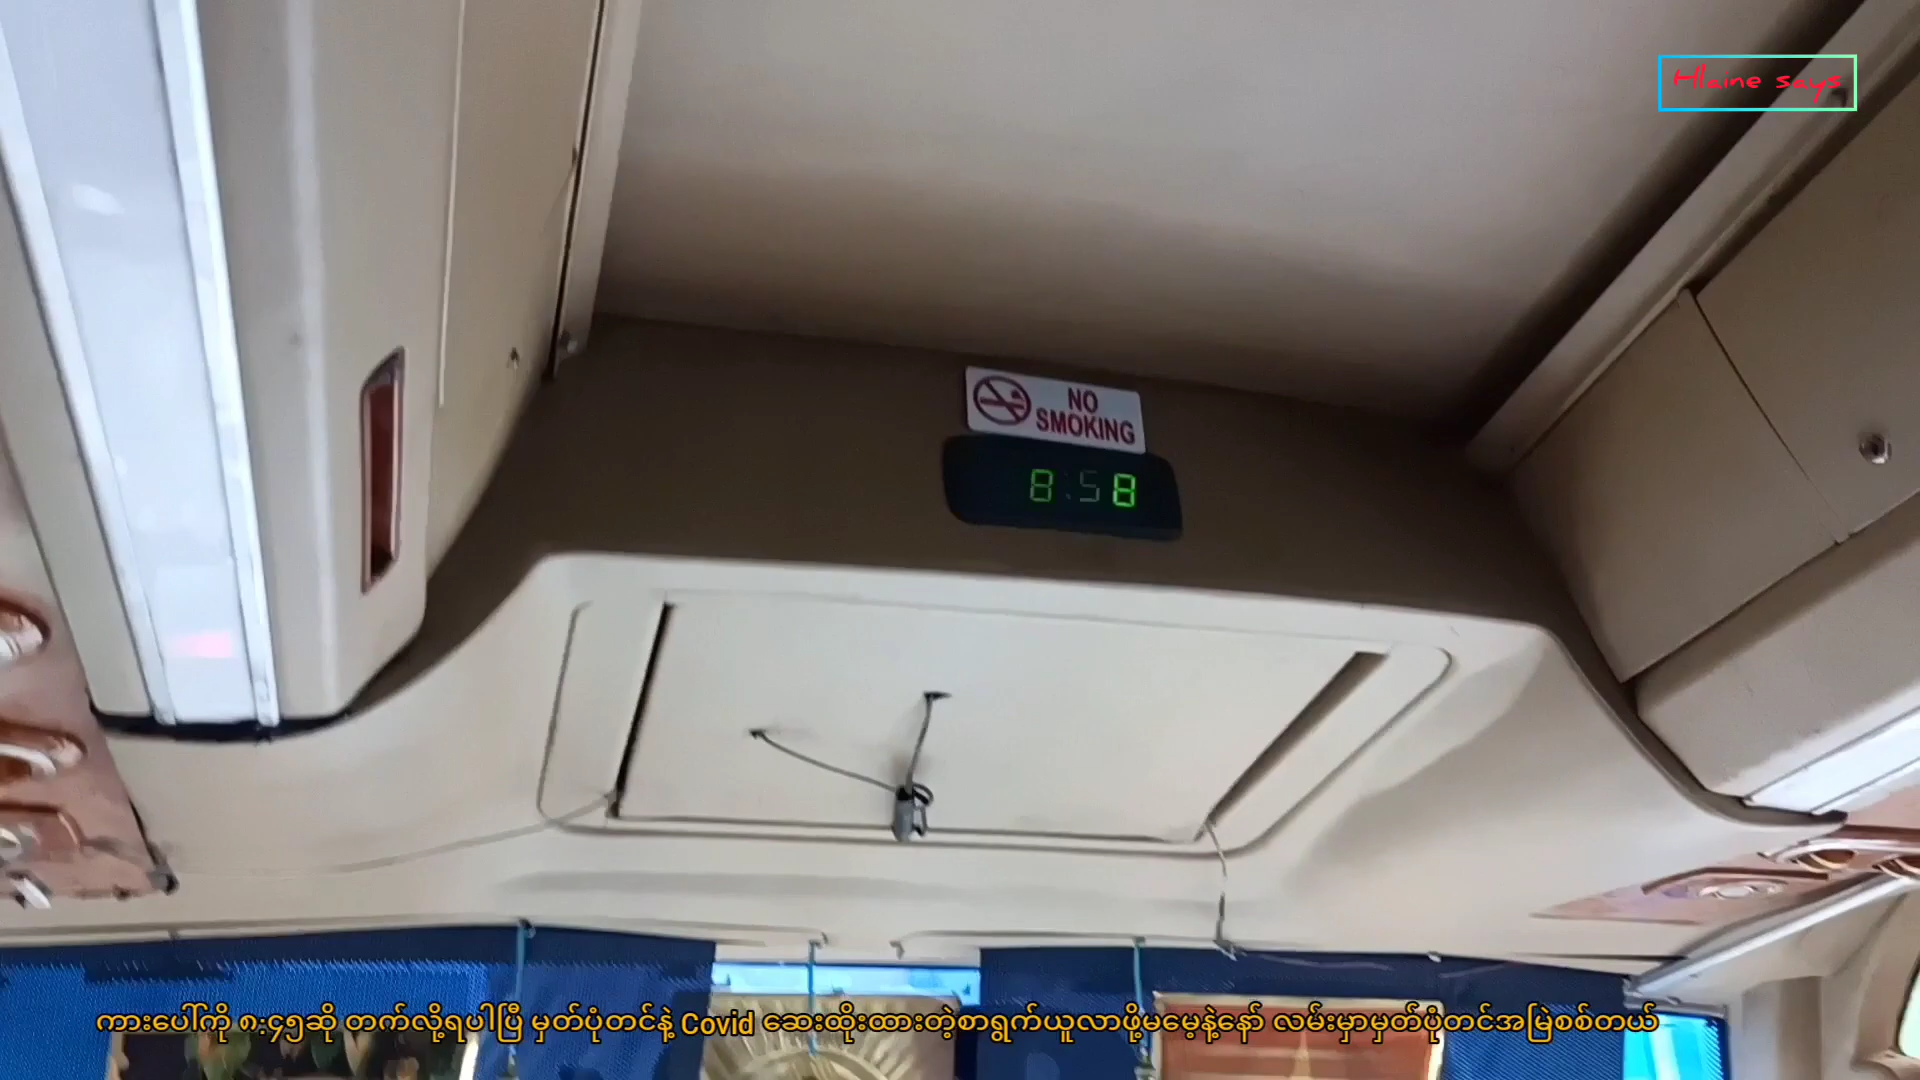 Hlaine says
NO
SMOKING
8:58
ကားပေါ်ကို ၈:၄၅ဆို တက်လို့ရပါပြီ မှတ်ပုံတင်နဲ့ Covid ဆေးထိုးထားတဲ့စာရွက်ယူလာဖို့မမေ့နဲ့နော် လမ်းမှာမှတ်ပုံတင်အမြဲစစ်တယ်